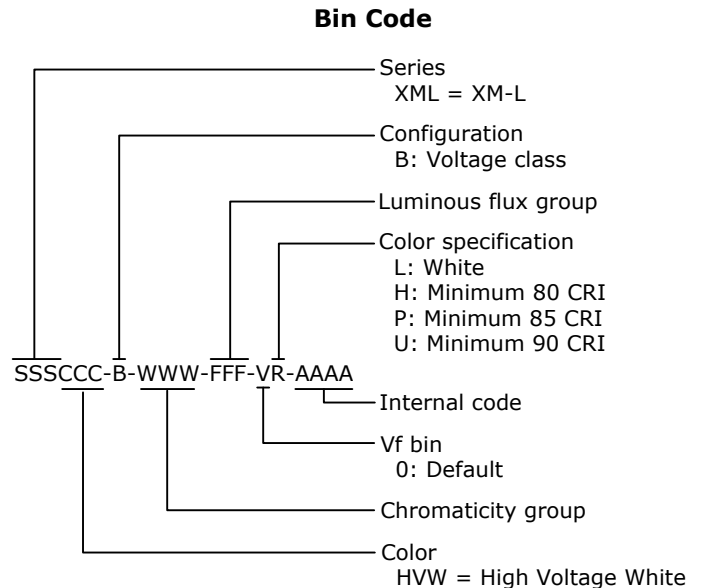 Bin Code
Series
XML = XM-L
Configuration
B: Voltage class
Luminous flux group
Color specification
L: White
H: Minimum 80 CRI
P: Minimum 85 CRI
U: Minimum 90 CRI
SSSCCC-B-WWW-FFF-VR-AAAA
Internal code
Vf bin
0: Default
Chromaticity group
Color
HVW = High Voltage White